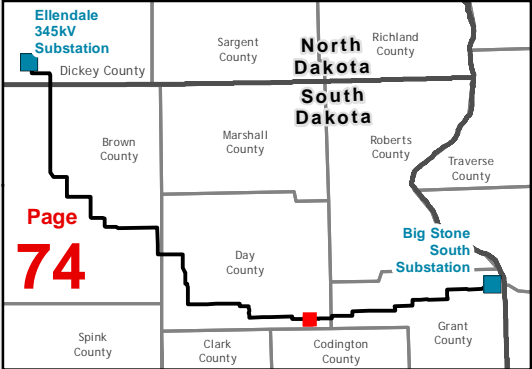 Ellendale
345kV
Substation
Dickey County
Sargent
County
North
Dakota
Richland
County
South
Dakota
Brown
County
Marshall
County
Roberts
County
Traverse
County
Page
74
Big Stone
South
Substation
Day
County
Spink
County
Clark
County
Codington
County
Grant
County